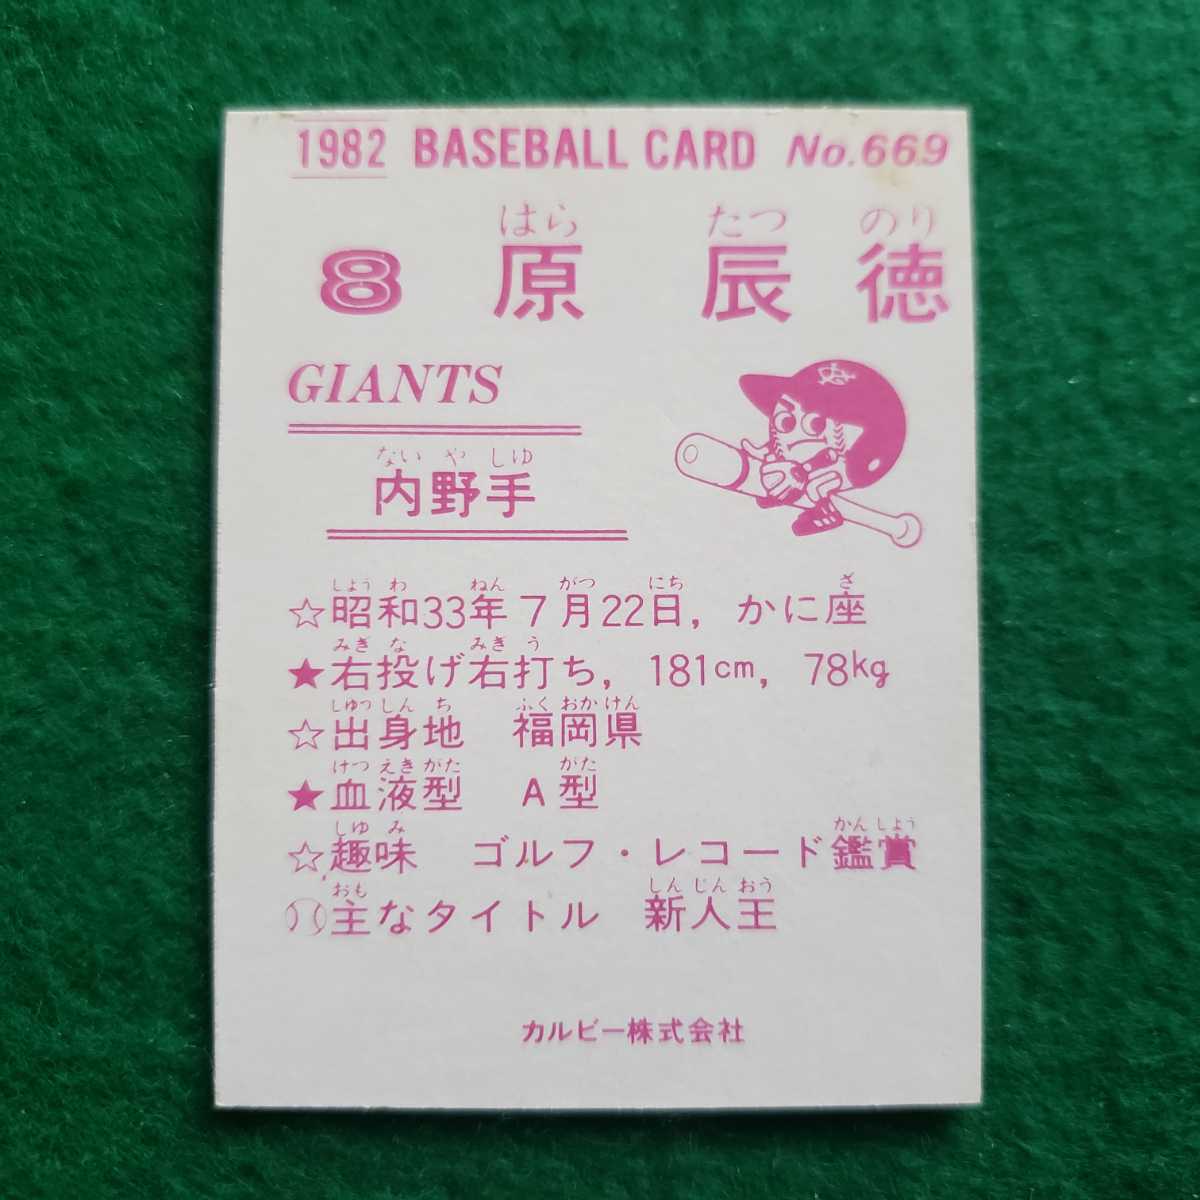 1982 BASEBALL CARD No.669
はら たつ のり
8 原 辰 徳
GIANTS
ない や しゆ
内野手
しよう わ ねん がつ にち ざ
☆昭和33年7月22日, かに座
みぎ な みぎ う
★右投げ右打ち, 181cm, 78kg
しゆつ しん ち ふく おか けん
☆出身地 福岡県
けつ えき がた がた
★血液型 A型
しゆ み かん しよう
☆趣味 ゴルフ・レコード鑑賞
おも しん じん おう
主なタイトル 新人王
カルビー株式会社